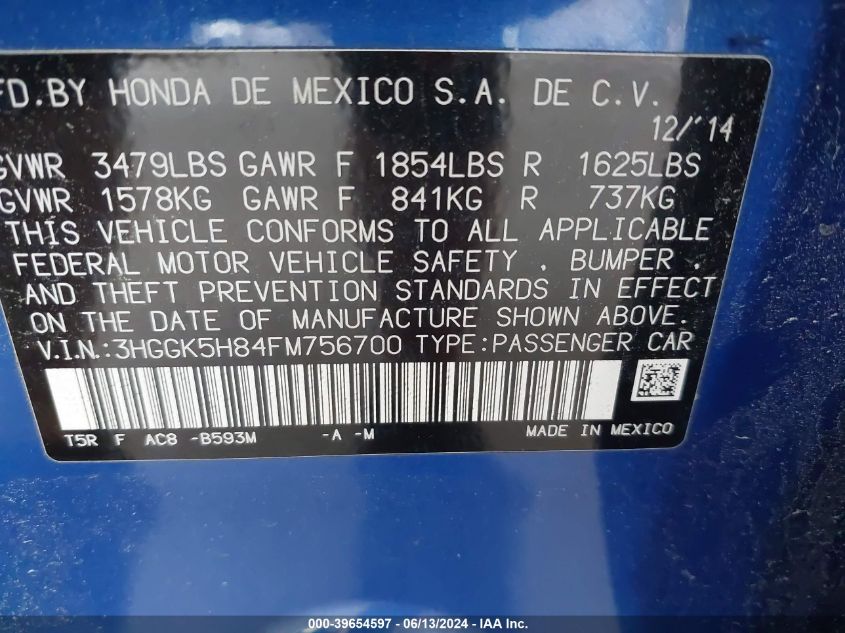 FD.BY HONDA DE MEXICO S.A. DE C.V.
12/'14
GVWR 3479LBS GAWR F 1854LBS R 1625LBS
GVWR 1578KG GAWR F 841KG R 737KG
THIS VEHICLE CONFORMS TO ALL APPLICABLE
FEDERAL MOTOR VEHICLE SAFETY , BUMPER ,
AND THEFT PREVENTION STANDARDS IN EFFECT
ON THE DATE OF MANUFACTURE SHOWN ABOVE.
V.I.N.:3HGGK5H84FM756700 TYPE:PASSENGER CAR
T5R F AC8 -B593M -A -M MADE IN MEXICO
000-39654597 - 06/13/2024 - IAA Inc.